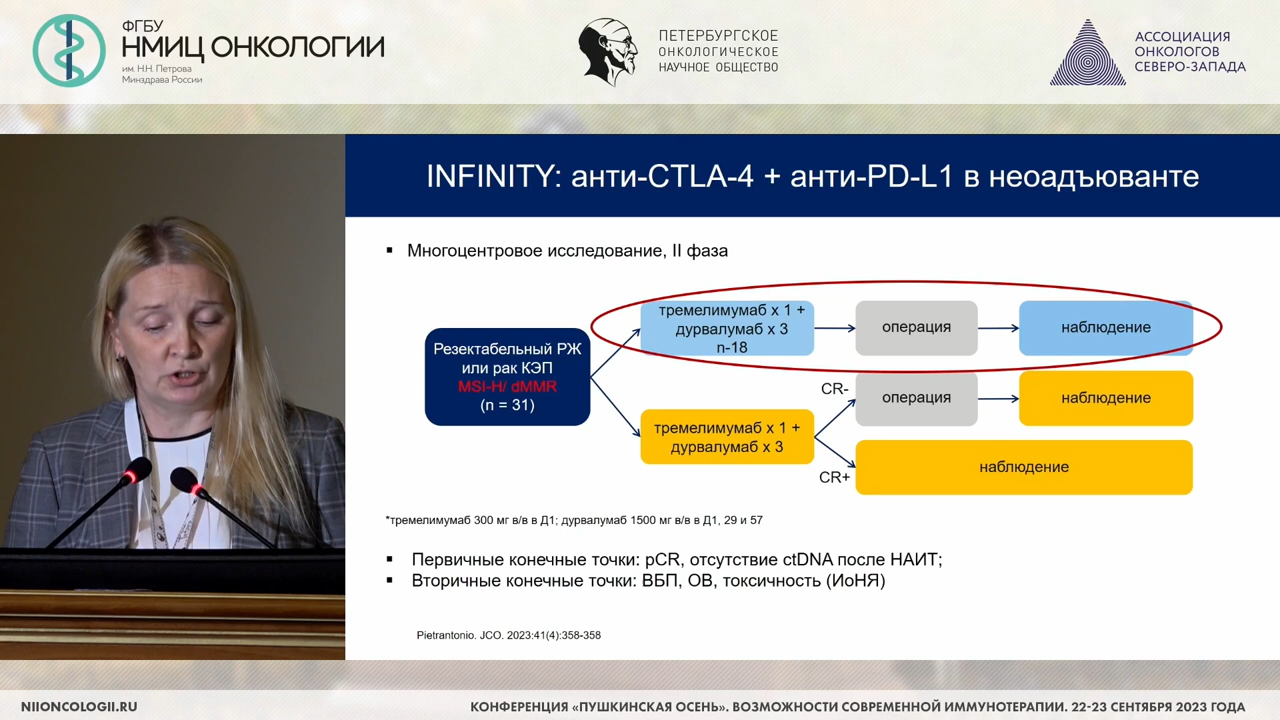 ФГБУ
НМИЦ ОНКОЛОГИИ
им. Н.Н. Петрова
Минздрава России
ПЕТЕРБУРГСКОЕ
ОНКОЛОГИЧЕСКОЕ
НАУЧНОЕ ОБЩЕСТВО
АССОЦИАЦИЯ
ОНКОЛОГОВ
СЕВЕРО-ЗАПАДА
INFINITY: анти-CTLA-4 + анти-PD-L1 в неоадъюванте
▪ Многоцентровое исследование, II фаза
Резектабельный РЖ
или рак КЭП
MSI-H/ dMMR
(n = 31)
тремелимумаб х 1 +
дурвалумаб х 3
n-18
операция
наблюдение
CR-
операция
наблюдение
тремелимумаб х 1 +
дурвалумаб х 3
CR+
наблюдение
*тремелимумаб 300 мг в/в в Д1; дурвалумаб 1500 мг в/в в Д1, 29 и 57
▪ Первичные конечные точки: pCR, отсутствие ctDNA после НАИТ;
▪ Вторичные конечные точки: ВБП, ОВ, токсичность (ИоНЯ)
Pietrantonio. JCO. 2023:41(4):358-358
NIIONCOLOGII.RU
КОНФЕРЕНЦИЯ «ПУШКИНСКАЯ ОСЕНЬ». ВОЗМОЖНОСТИ СОВРЕМЕННОЙ ИММУНОТЕРАПИИ. 22-23 СЕНТЯБРЯ 2023 ГОДА